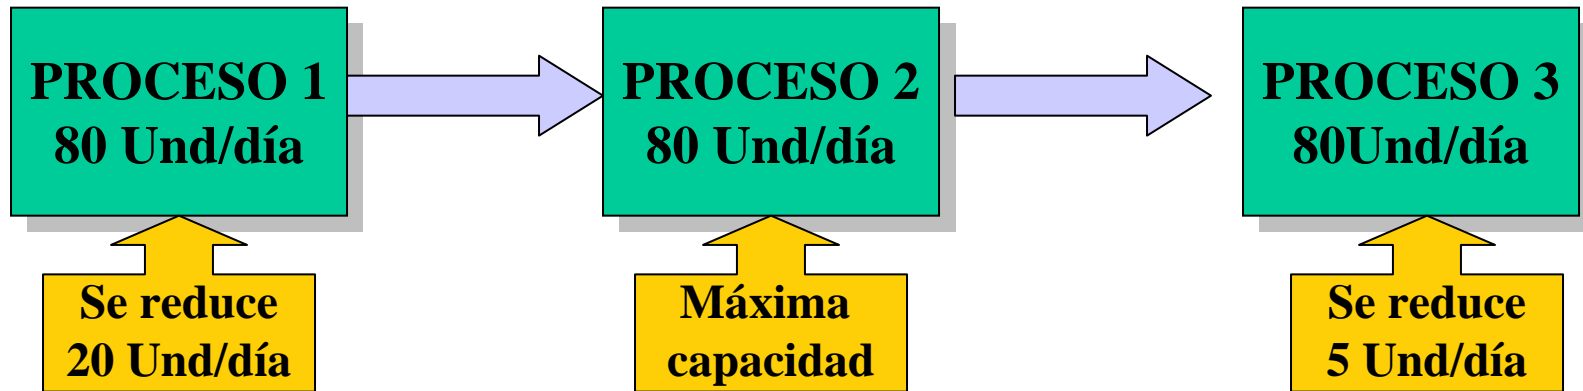 PROCESO 1
80 Und/día
PROCESO 2
80 Und/día
PROCESO 3
80Und/día
Se reduce
20 Und/día
Máxima
capacidad
Se reduce
5 Und/día